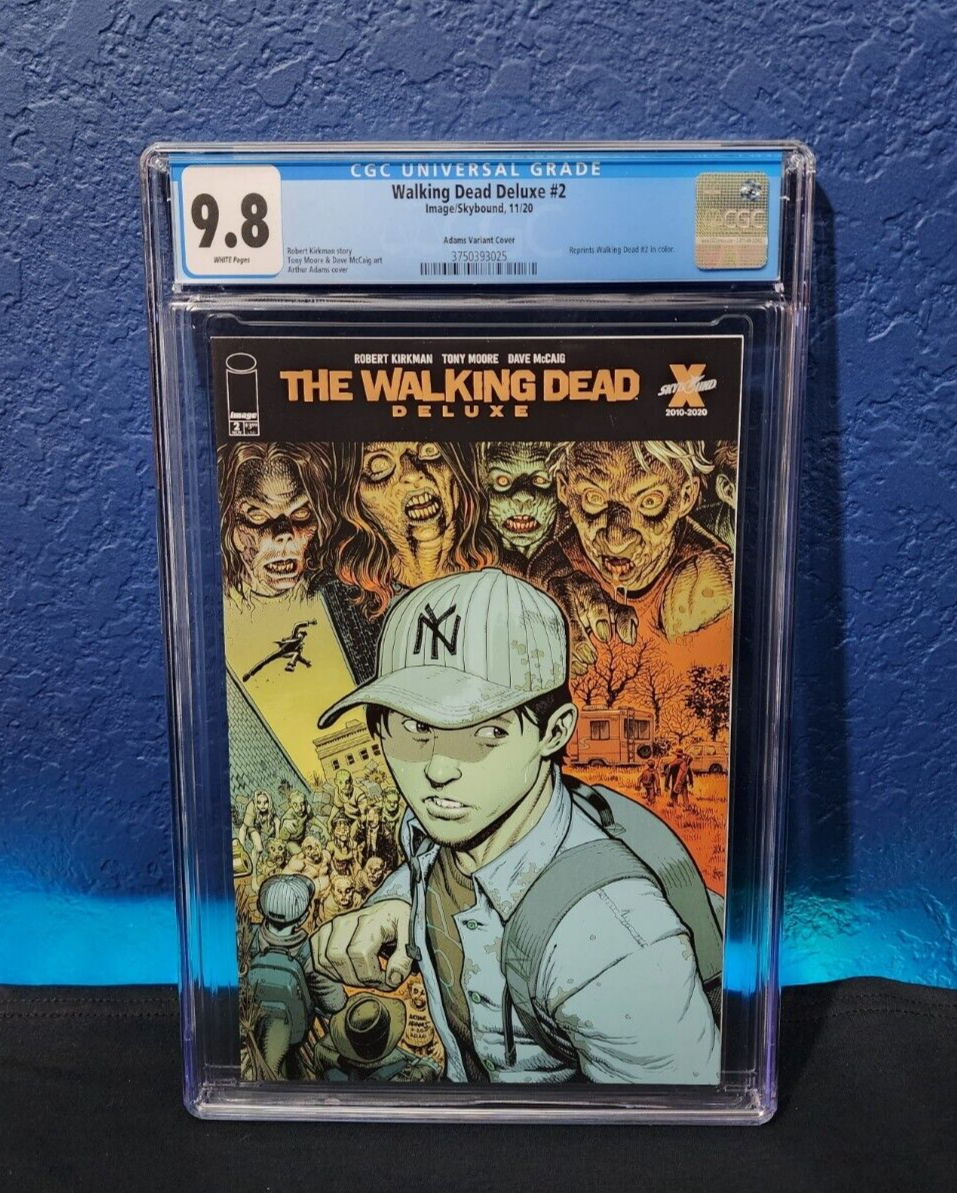 CGC UNIVERSAL GRADE
9.8
WHITE Pages
Walking Dead Deluxe #2
Image/Skybound, 11/20
Adams Variant Cover
3750393025
Robert Kirkman story
Tony Moore & Dave McCaig art
Arthur Adams cover
Reprints Walking Dead #2 in color.
CGC
ROBERT KIRKMAN TONY MOORE DAVE McCAIG
THE WALKING DEAD
DELUXE
image
2
SKYBOUND
X
2010-2020
NY